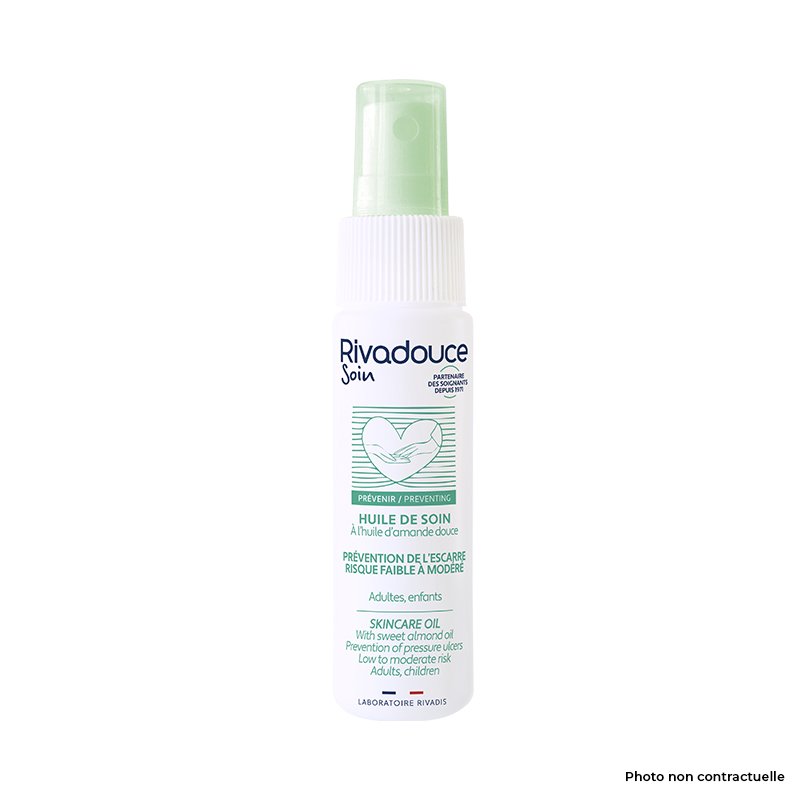 Rivadouce
Soin
PARTENAIRE
DES SOIGNANTS
DEPUIS 1971
PRÉVENIR / PREVENTING
HUILE DE SOIN
À l'huile d'amande douce
PRÉVENTION DE L'ESCARRE
RISQUE FAIBLE À MODÉRÉ
Adultes, enfants
SKINCARE OIL
With sweet almond oil
Prevention of pressure ulcers
Low to moderate risk
Adults, children
LABORATOIRE RIVADIS
Photo non contractuelle